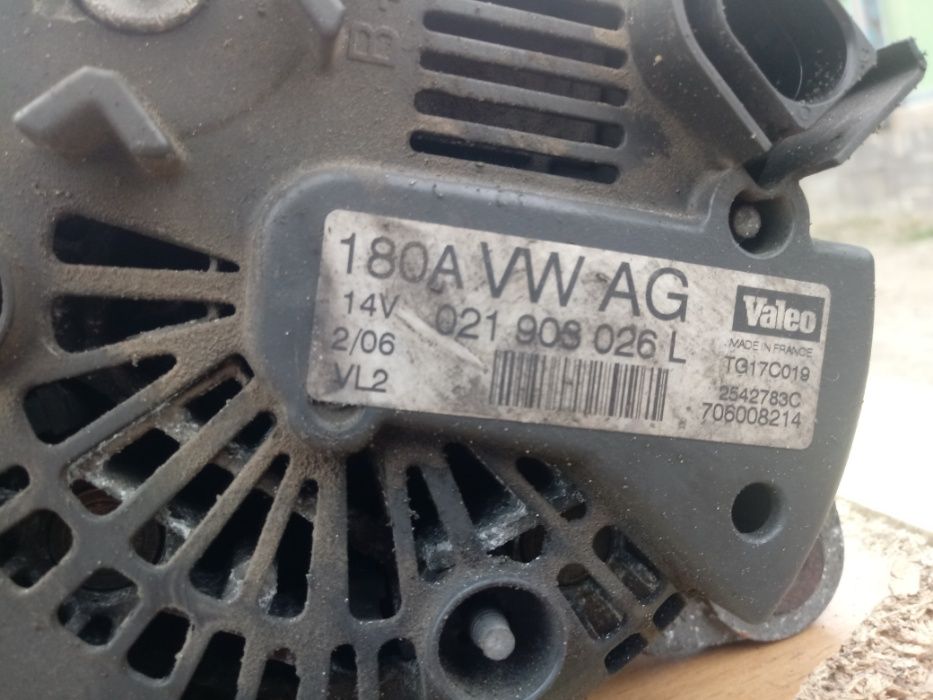 B+
180A VW AG
14V 021 903 026 L
2/06
VL2
Valeo
MADE IN FRANCE
TG17C019
2542783C
706008214